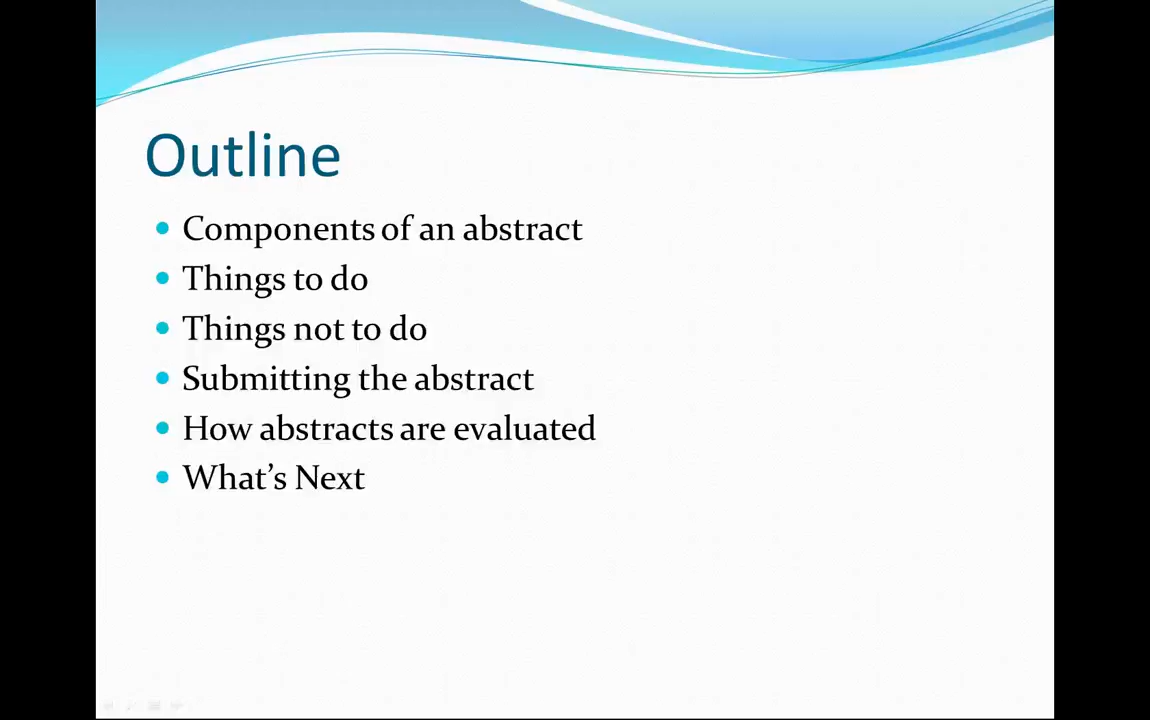 Outline
Components of an abstract
Things to do
Things not to do
Submitting the abstract
How abstracts are evaluated
What’s Next